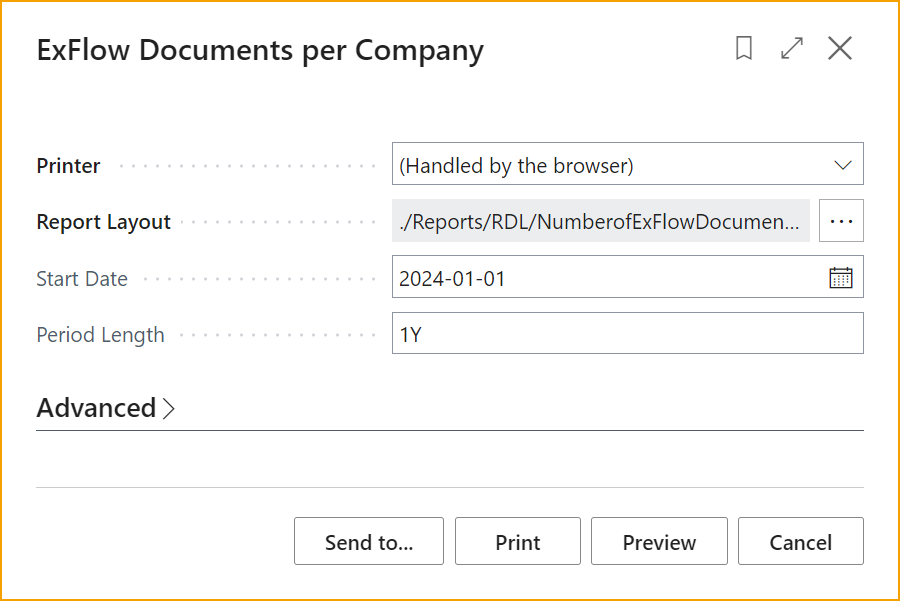 ExFlow Documents per Company
Printer (Handled by the browser)
Report Layout ./Reports/RDL/NumberofExFlowDocumen... ...
Start Date 2024-01-01
Period Length 1Y
Advanced
Send to... Print Preview Cancel